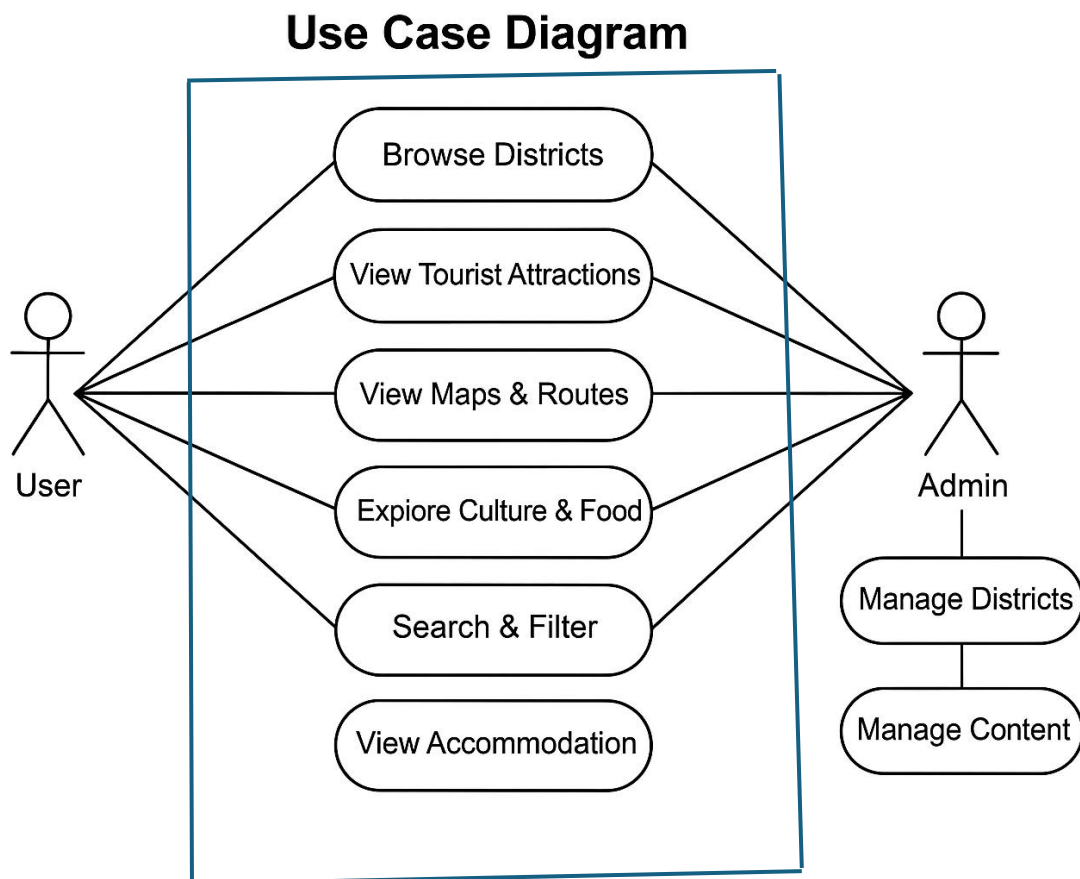 Use Case Diagram
Browse Districts
View Tourist Attractions
View Maps & Routes
Expiore Culture & Food
Search & Filter
View Accommodation
User
Admin
Manage Districts
Manage Content